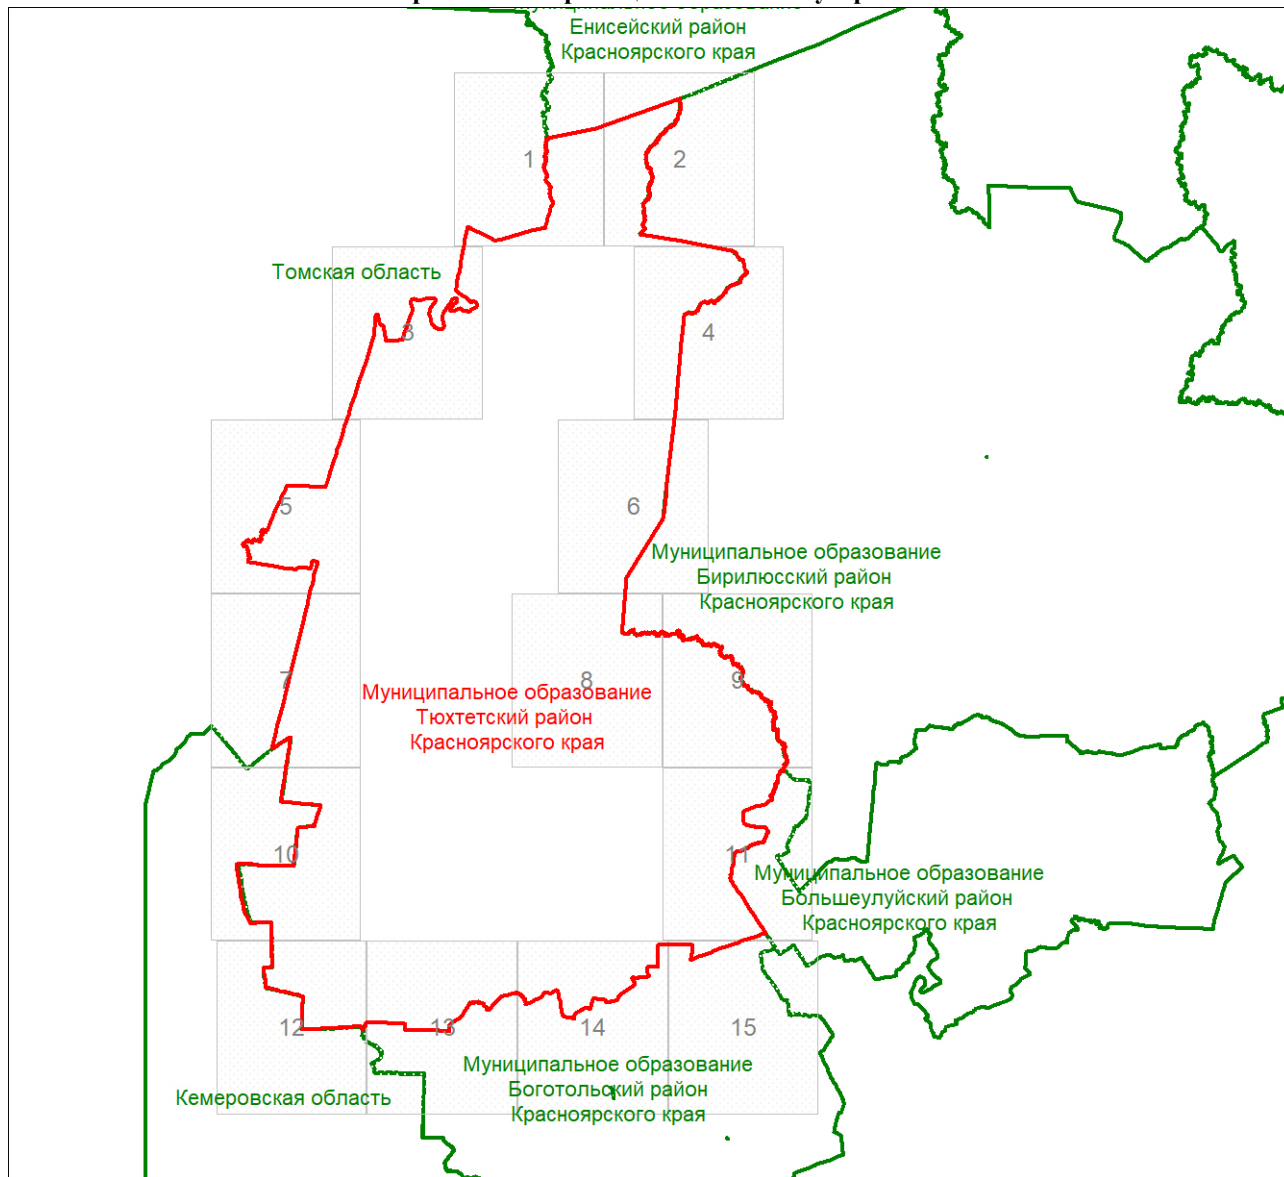 Муниципальное образование
Енисейский район
Красноярского края
1
2
Томская область
3
4
5
6
Муниципальное образование
Бирилюсский район
Красноярского края
7
8
9
Муниципальное образование
Тюхтетский район
Красноярского края
10
11
Муниципальное образование
Большеулуйский район
Красноярского края
12
13
14
15
Муниципальное образование
Боготольский район
Красноярского края
Кемеровская область